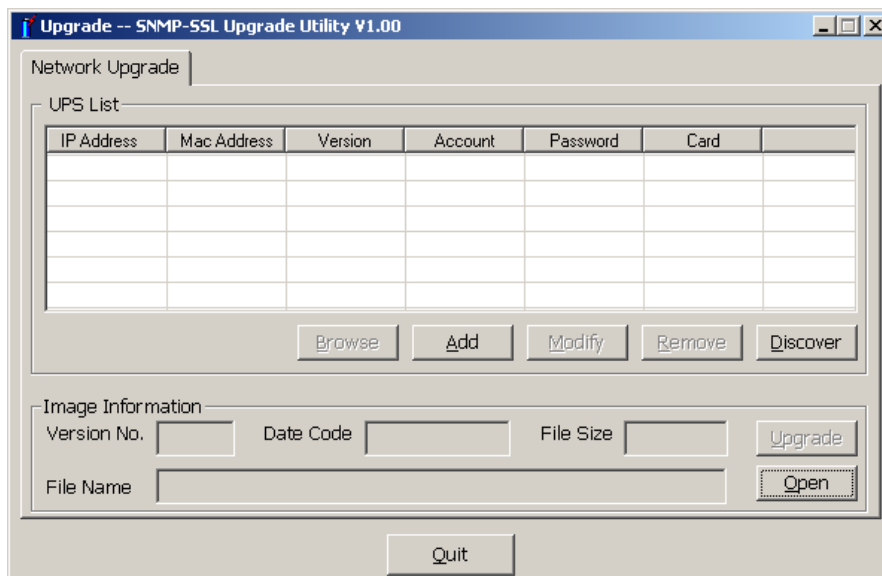 Upgrade -- SNMP-SSL Upgrade Utility V1.00
Network Upgrade
UPS List
IP Address Mac Address Version Account Password Card
Browse Add Modify Remove Discover
Image Information
Version No. Date Code File Size Upgrade
File Name Open
Quit